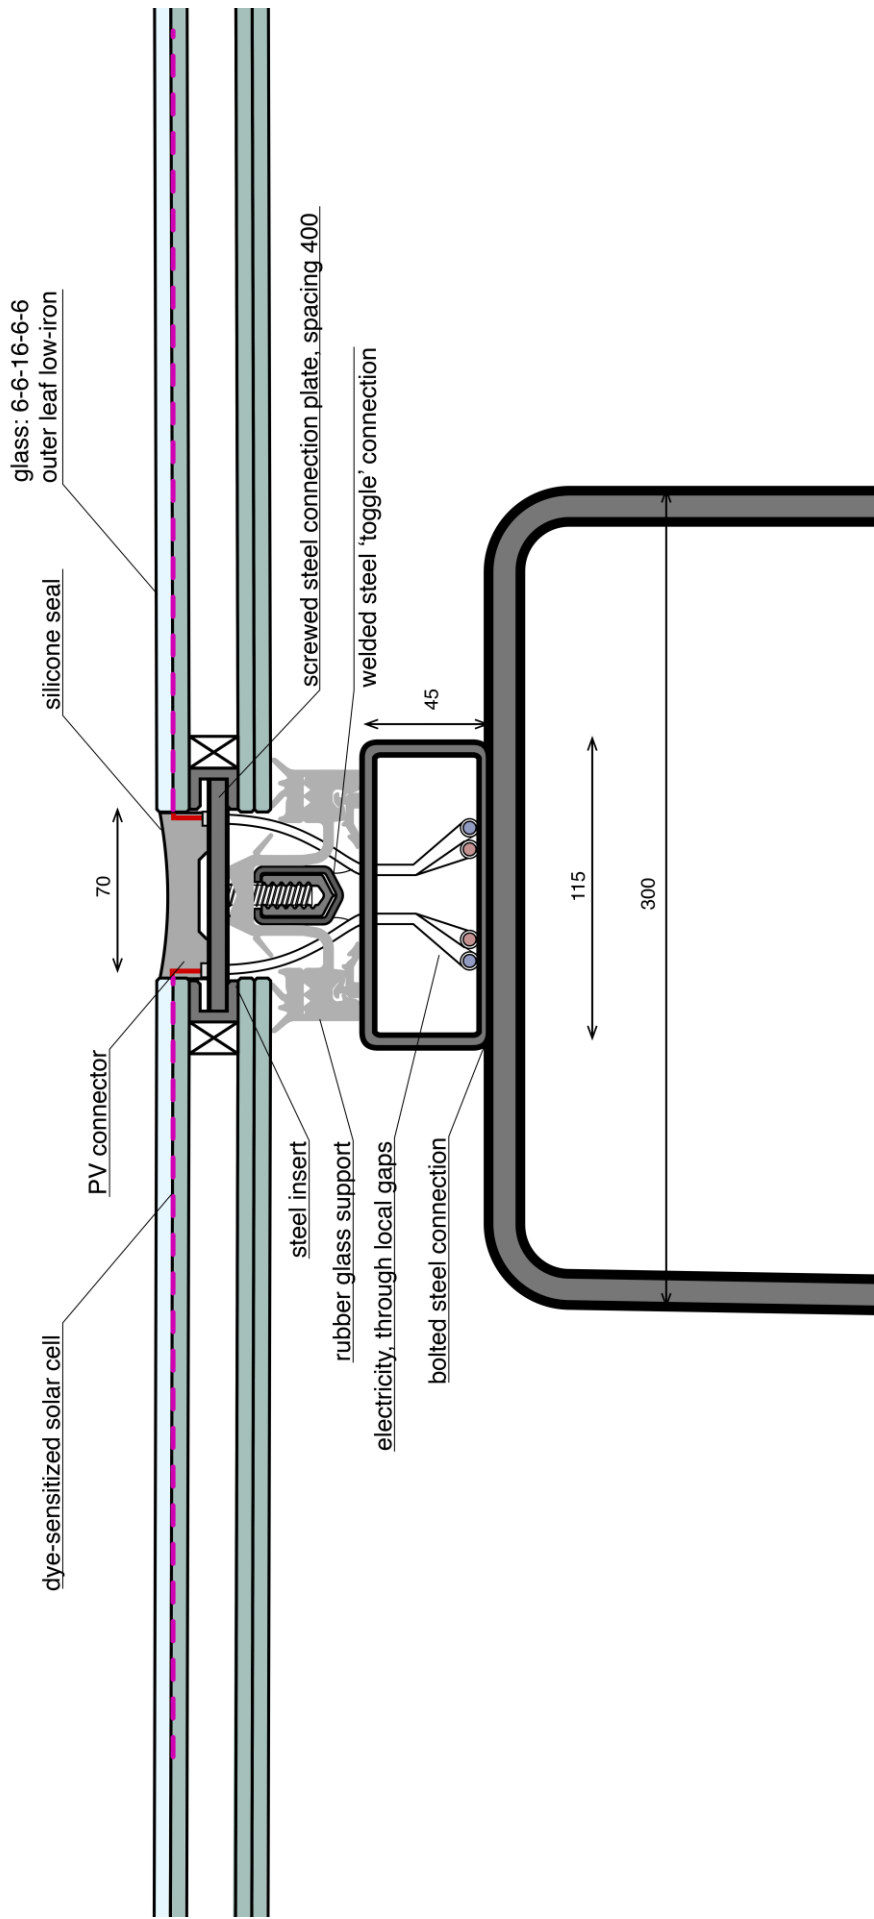 glass: 6-6-16-6-6
outer leaf low-iron
silicone seal
screwed steel connection plate, spacing 400
welded steel ‘toggle’ connection
70
45
115
300
PV connector
dye-sensitized solar cell
steel insert
rubber glass support
electricity, through local gaps
bolted steel connection